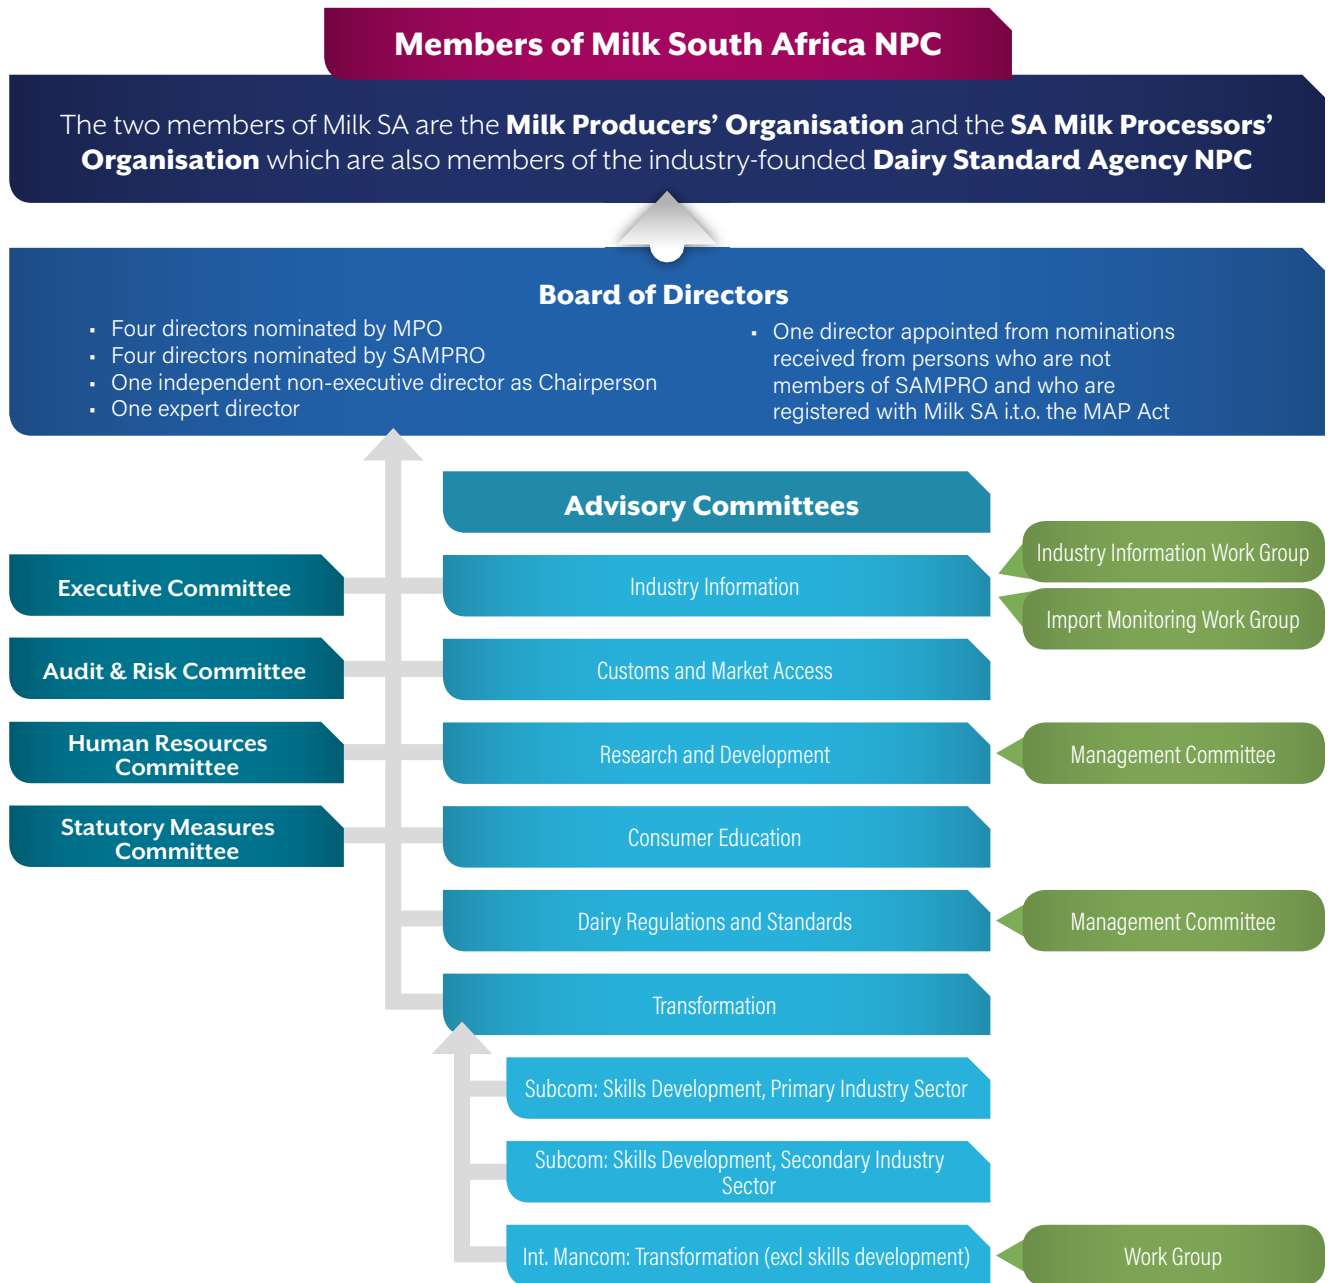 Members of Milk South Africa NPC
The two members of Milk SA are the Milk Producers’ Organisation and the SA Milk Processors’
Organisation which are also members of the industry-founded Dairy Standard Agency NPC
Board of Directors
▪ Four directors nominated by MPO
▪ Four directors nominated by SAMPRO
▪ One independent non-executive director as Chairperson
▪ One expert director
▪ One director appointed from nominations
received from persons who are not
members of SAMPRO and who are
registered with Milk SA i.t.o. the MAP Act
Advisory Committees
Executive Committee
Audit & Risk Committee
Human Resources
Committee
Statutory Measures
Committee
Industry Information
Customs and Market Access
Research and Development
Consumer Education
Dairy Regulations and Standards
Transformation
Subcom: Skills Development, Primary Industry Sector
Subcom: Skills Development, Secondary Industry
Sector
Int. Mancom: Transformation (excl skills development)
Industry Information Work Group
Import Monitoring Work Group
Management Committee
Management Committee
Work Group